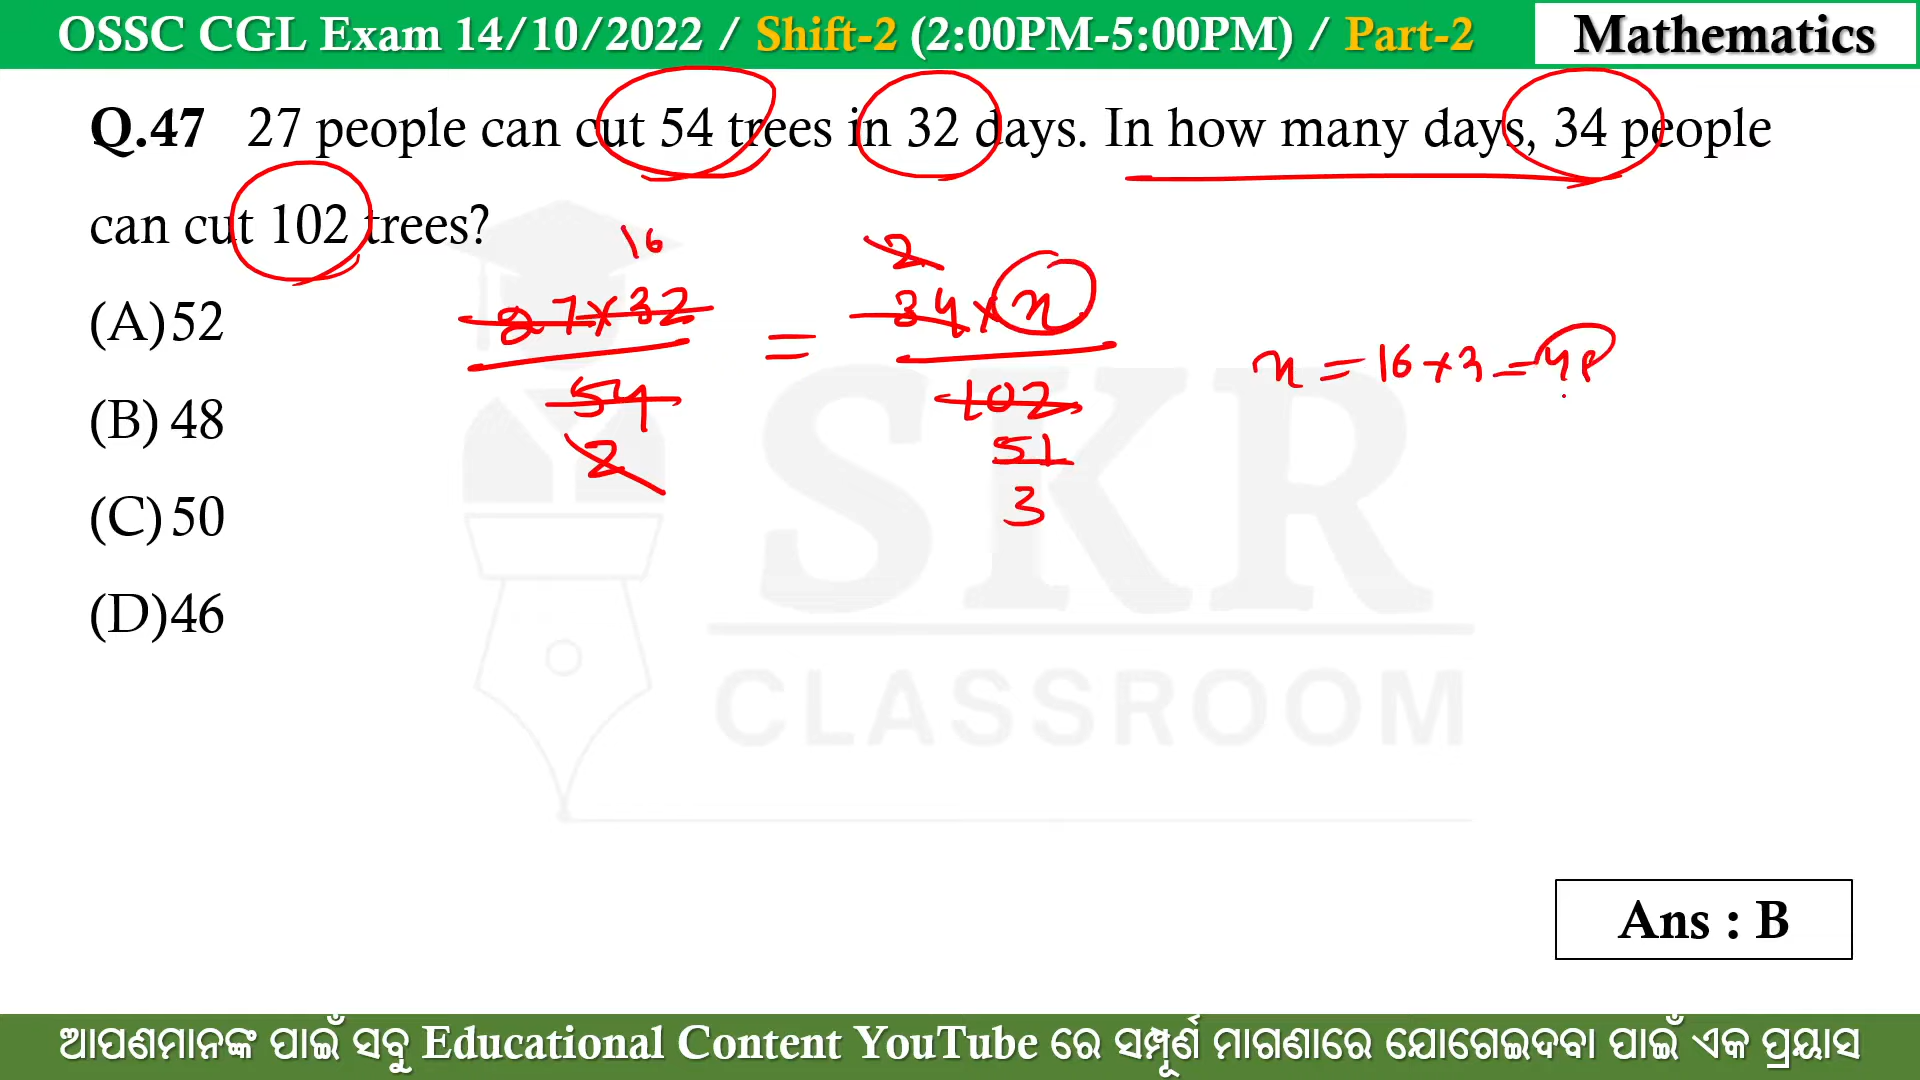 OSSC CGL Exam 14/10/2022 / Shift-2 (2:00PM-5:00PM) / Part-2 Mathematics
Q.47 27 people can cut 54 trees in 32 days. In how many days, 34 people
can cut 102 trees?
(A) 52
(B) 48
(C) 50
(D) 46
16
2
27×32 = 34×x
54
102
2
51
3
x = 16×3 = 48
SKR
CLASSROOM
Ans : B
ଆପଣମାନଙ୍କ ପାଇଁ ସବୁ Educational Content YouTube ରେ ସମ୍ପୂର୍ଣ ମାଗଣାରେ ଯୋଗେଇଦବା ପାଇଁ ଏକ ପ୍ରୟାସ